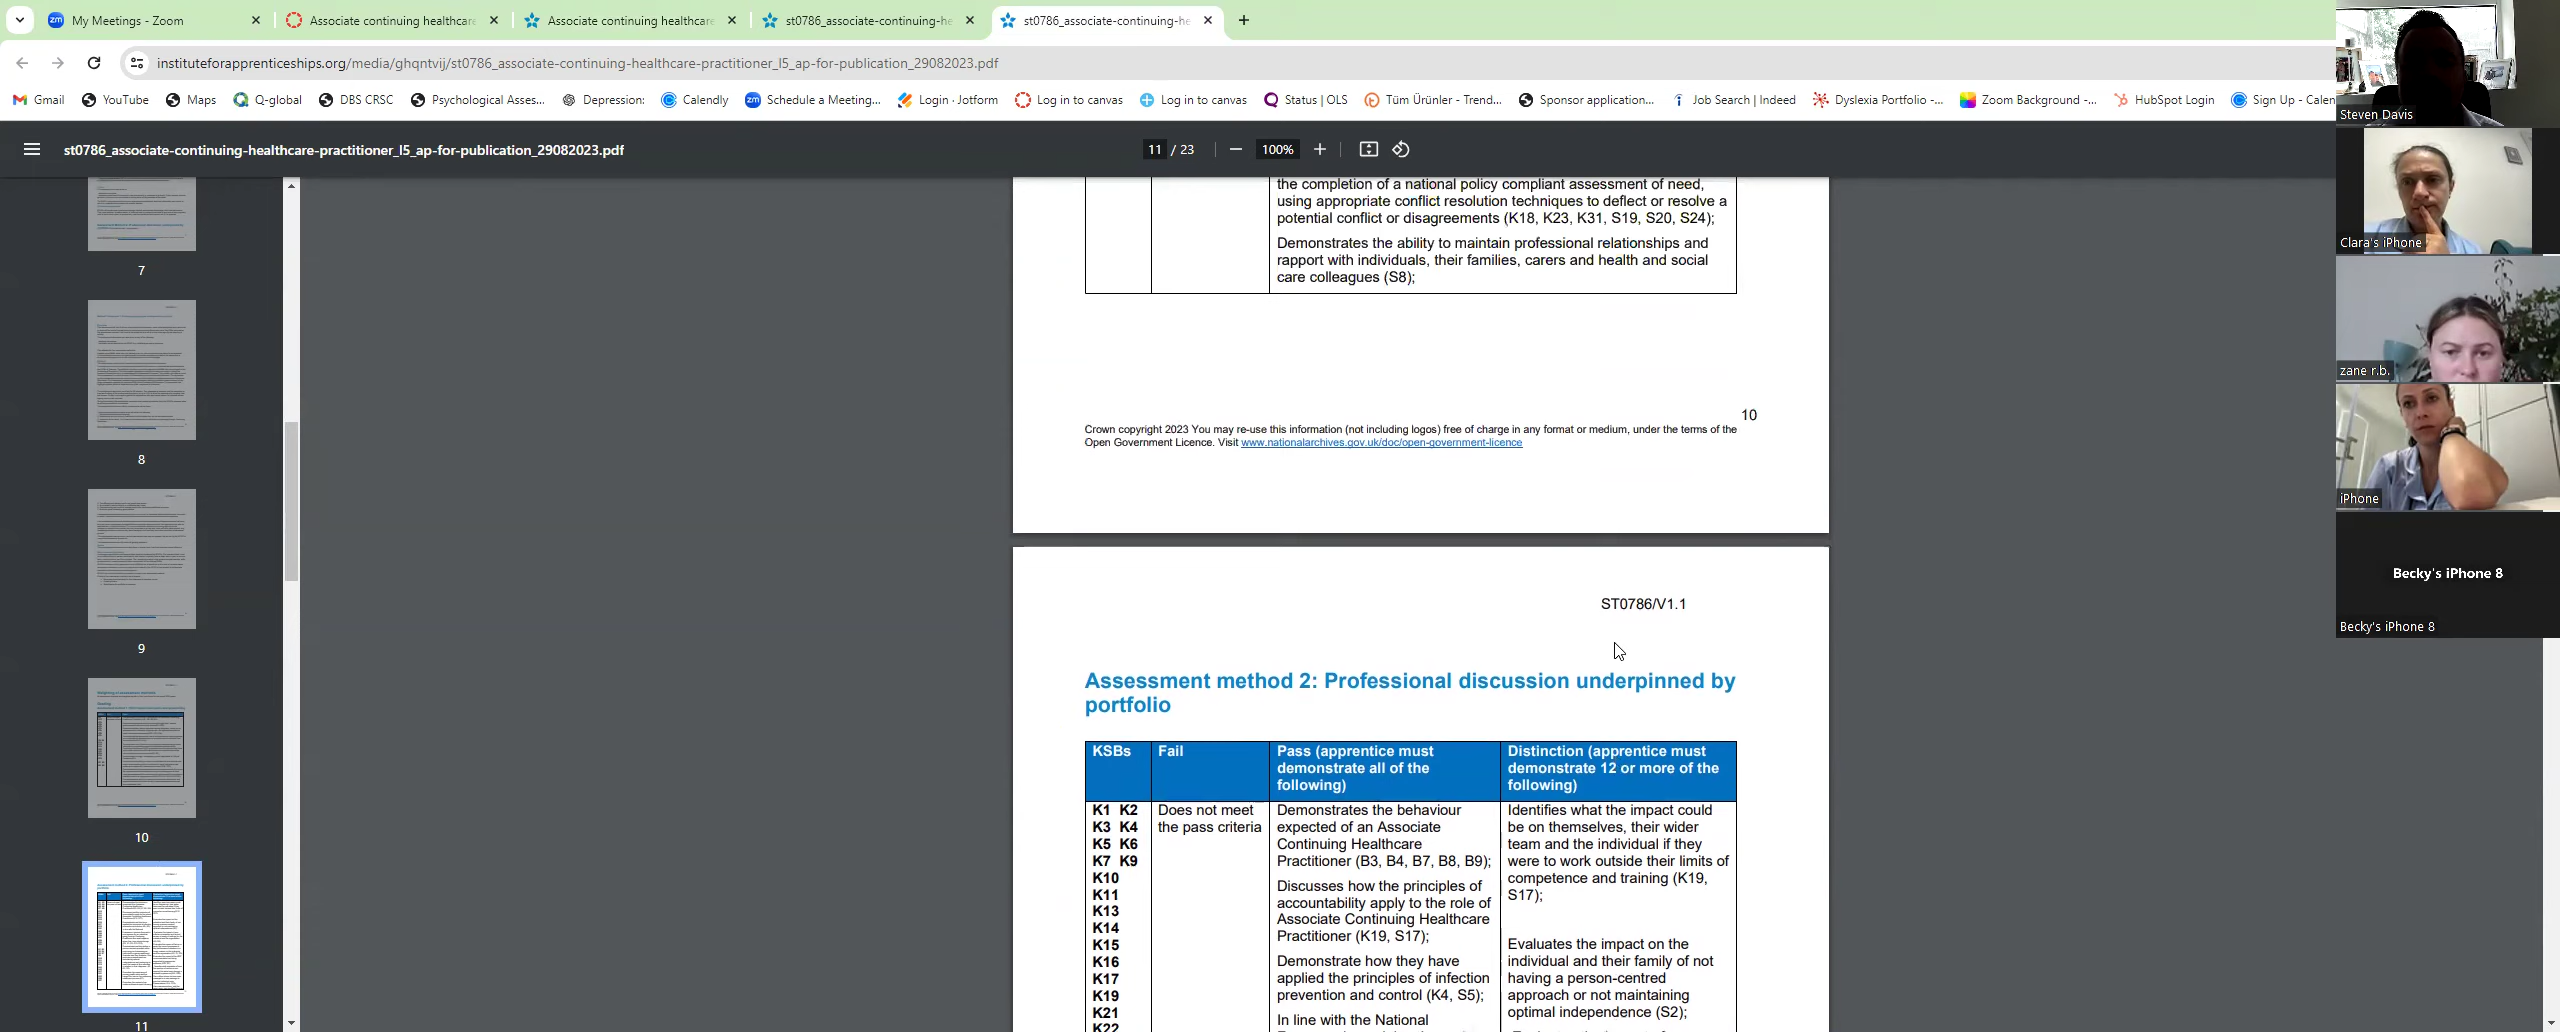 My Meetings - Zoom
Associate continuing healthcare
Associate continuing healthcare
st0786_associate-continuing-he
st0786_associate-continuing-he
instituteforapprenticeships.org/media/ghqntvij/st0786_associate-continuing-healthcare-practitioner_l5_ap-for-publication_29082023.pdf
Gmail
YouTube
Maps
Q-global
DBS CRSC
Psychological Asses...
Depression:
Calendly
Schedule a Meeting...
Login · Jotform
Log in to canvas
Log in to canvas
Status | OLS
Tüm Ürünler - Trend...
Sponsor application...
Job Search | Indeed
Dyslexia Portfolio -...
Zoom Background -...
HubSpot Login
Sign Up - Calen
st0786_associate-continuing-healthcare-practitioner_l5_ap-for-publication_29082023.pdf
11 / 23
100%
7
8
9
10
11
the completion of a national policy compliant assessment of need,
using appropriate conflict resolution techniques to deflect or resolve a
potential conflict or disagreements (K18, K23, K31, S19, S20, S24);
Demonstrates the ability to maintain professional relationships and
rapport with individuals, their families, carers and health and social
care colleagues (S8);
10
Crown copyright 2023 You may re-use this information (not including logos) free of charge in any format or medium, under the terms of the
Open Government Licence. Visit www.nationalarchives.gov.uk/doc/open-government-licence
ST0786/V1.1
Assessment method 2: Professional discussion underpinned by
portfolio
KSBs
Fail
Pass (apprentice must
demonstrate all of the
following)
Distinction (apprentice must
demonstrate 12 or more of the
following)
K1 K2
K3 K4
K5 K6
K7 K9
K10
K11
K13
K14
K15
K16
K17
K19
K21
K22
Does not meet
the pass criteria
Demonstrates the behaviour
expected of an Associate
Continuing Healthcare
Practitioner (B3, B4, B7, B8, B9);
Discusses how the principles of
accountability apply to the role of
Associate Continuing Healthcare
Practitioner (K19, S17);
Demonstrate how they have
applied the principles of infection
prevention and control (K4, S5);
In line with the National
Identifies what the impact could
be on themselves, their wider
team and the individual if they
were to work outside their limits of
competence and training (K19,
S17);
Evaluates the impact on the
individual and their family of not
having a person-centred
approach or not maintaining
optimal independence (S2);
Steven Davis
Clara's iPhone
zane r.b.
iPhone
Becky's iPhone 8
Becky's iPhone 8